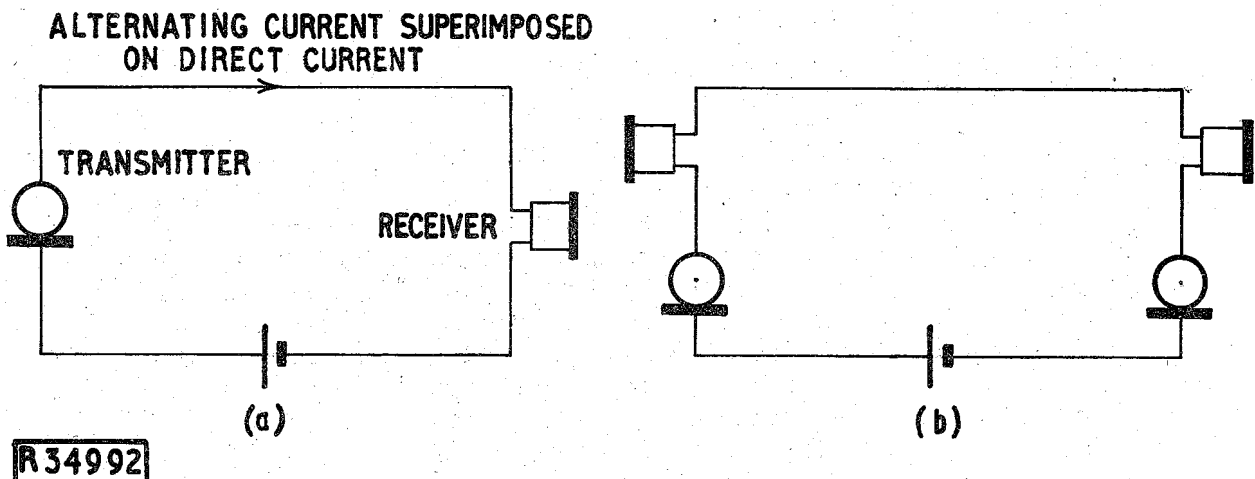 ALTERNATING CURRENT SUPERIMPOSED
ON DIRECT CURRENT
TRANSMITTER
RECEIVER
(a)
(b)
R34992